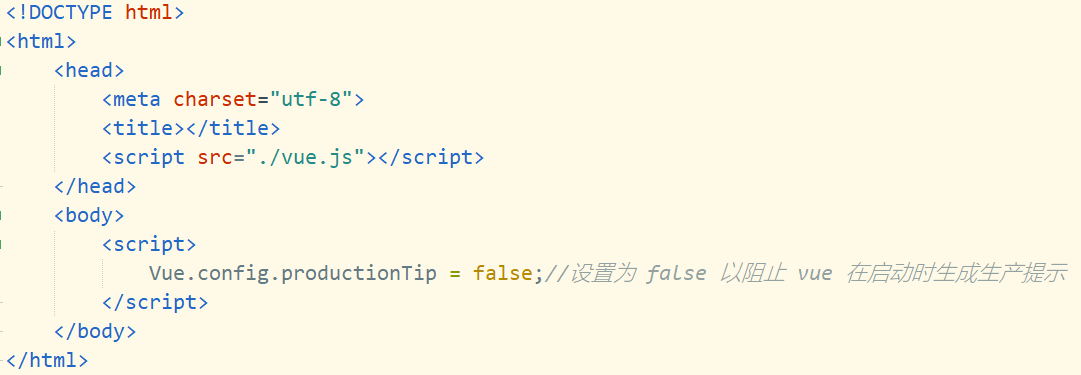 <!DOCTYPE html>
<html>
<head>
<meta charset="utf-8">
<title></title>
<script src="./vue.js"></script>
</head>
<body>
<script>
Vue.config.productionTip = false;//设置为 false 以阻止 vue 在启动时生成生产提示
</script>
</body>
</html>